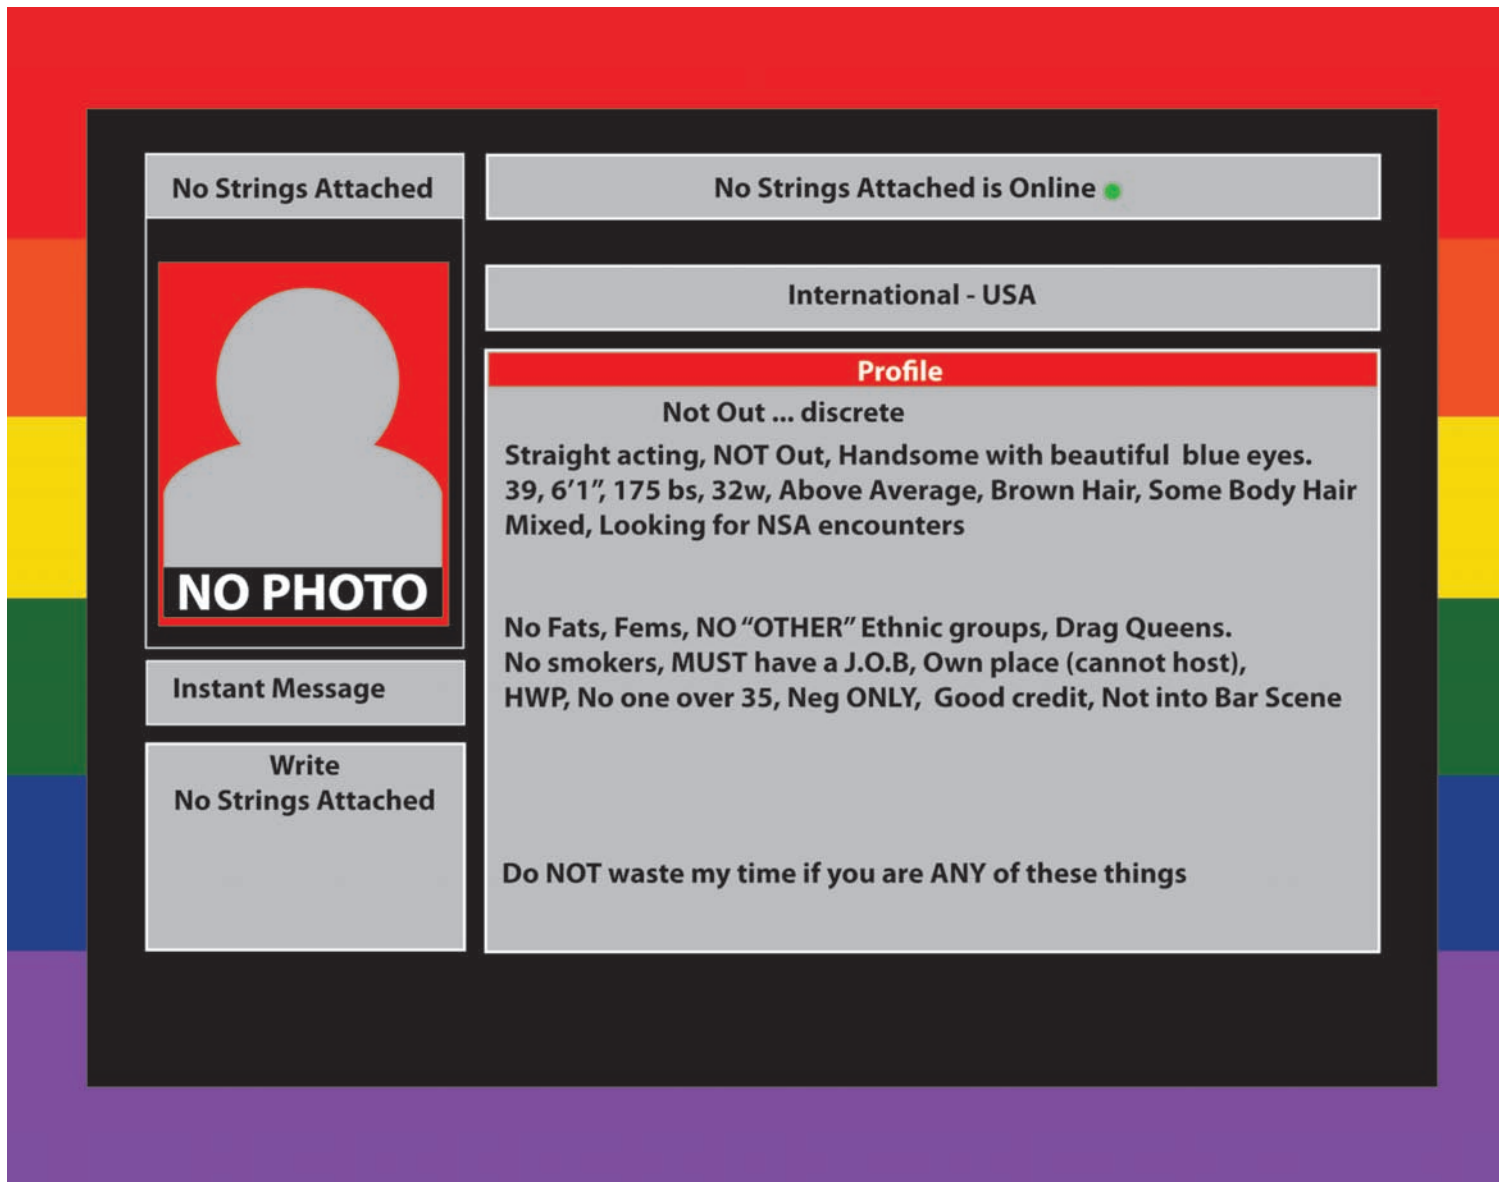 No Strings Attached
NO PHOTO
Instant Message
Write
No Strings Attached
No Strings Attached is Online
International - USA
Profile
Not Out ... discrete
Straight acting, NOT Out, Handsome with beautiful blue eyes.
39, 6’1”, 175 bs, 32w, Above Average, Brown Hair, Some Body Hair
Mixed, Looking for NSA encounters
No Fats, Fems, NO “OTHER” Ethnic groups, Drag Queens.
No smokers, MUST have a J.O.B, Own place (cannot host),
HWP, No one over 35, Neg ONLY, Good credit, Not into Bar Scene
Do NOT waste my time if you are ANY of these things